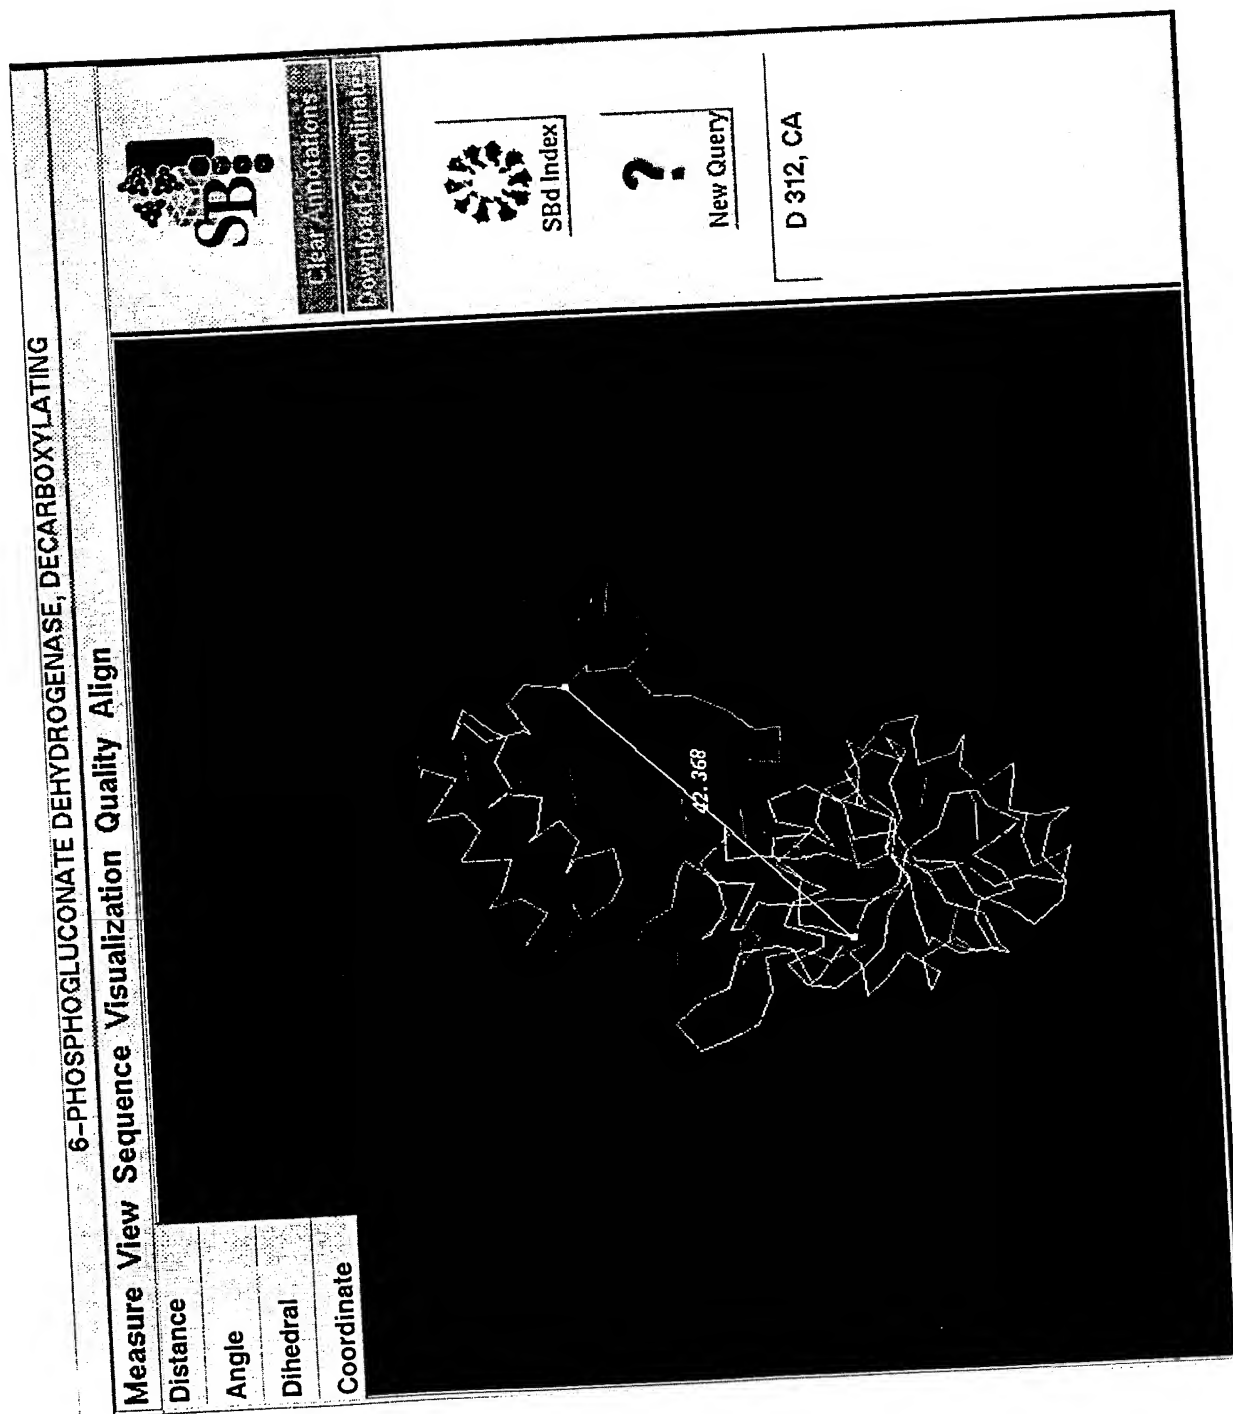 6-PHOSPHOGLUCONATE DEHYDROGENASE, DECARBOXYLATING
Measure View Sequence Visualization Quality Align
Distance
Angle
Dihedral
Coordinate
42.368
SBi
Clear Annotations
Download Coordinates
SBd Index
?
New Query
D 312, CA